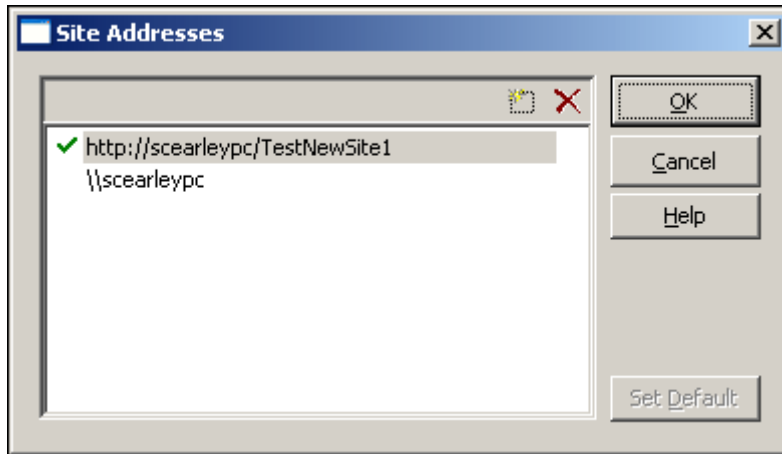 Site Addresses
http://scearleypc/TestNewSite1
\\scearleypc
OK
Cancel
Help
Set Default